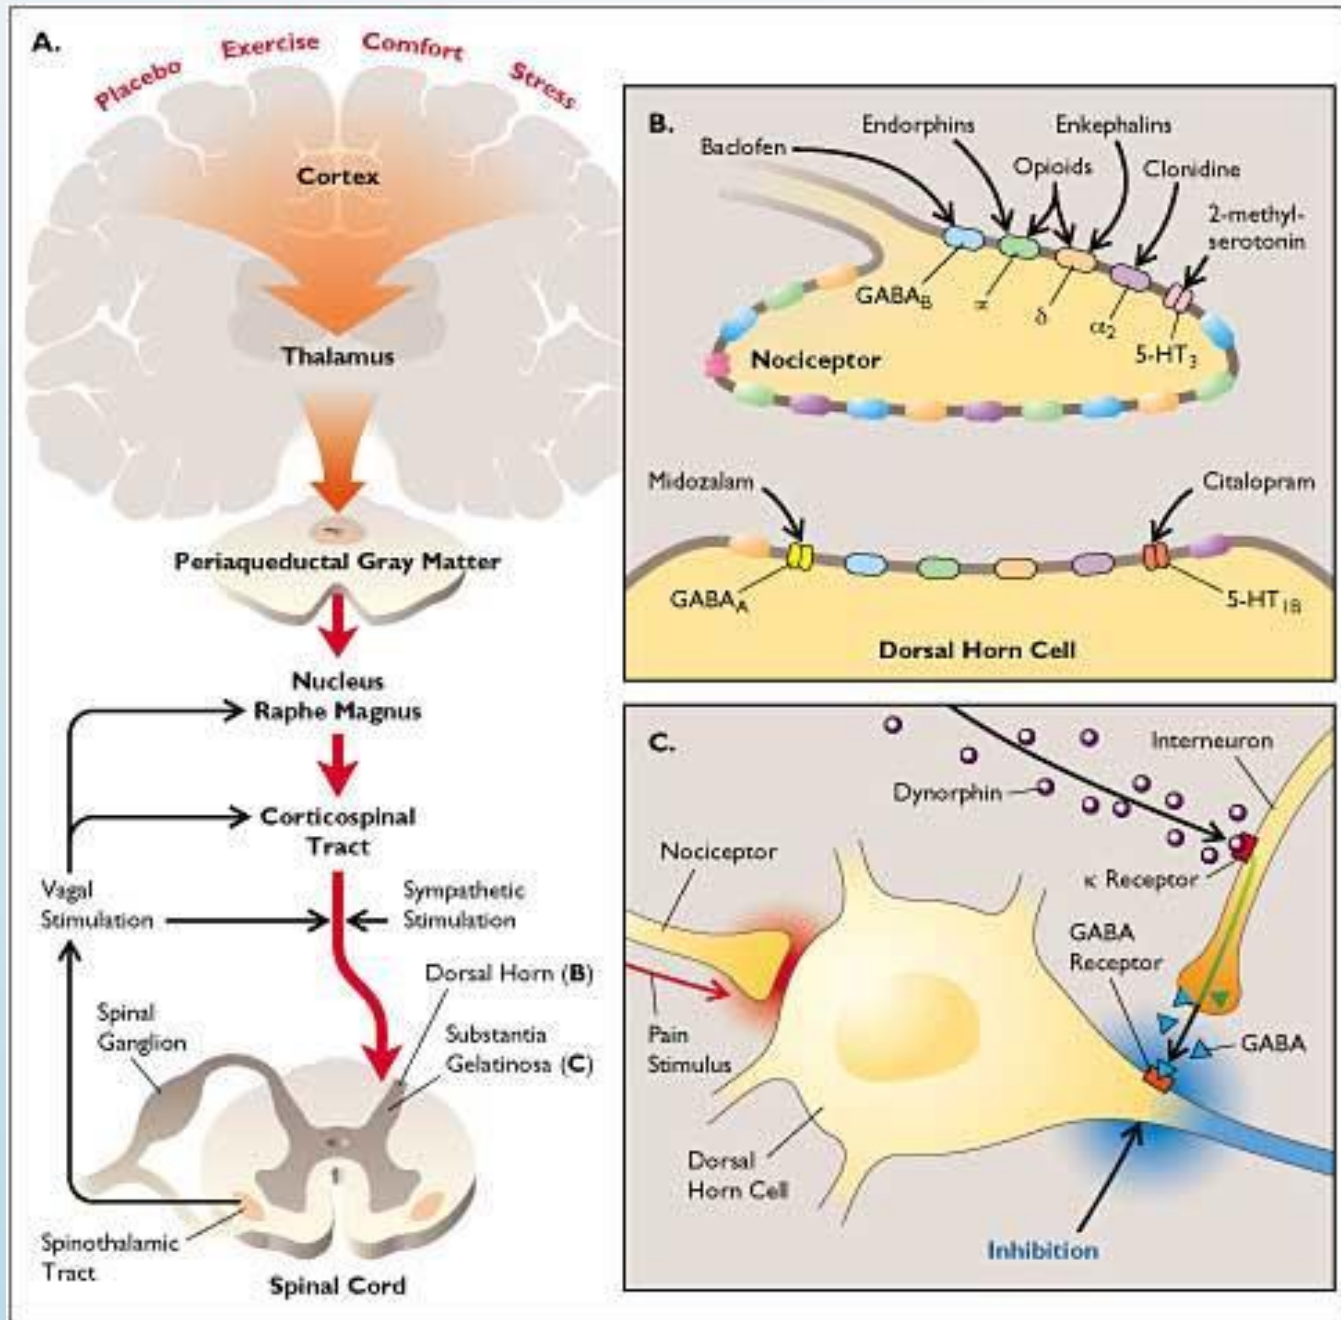 A.
Placebo
Exercise
Comfort
Stress
Cortex
Thalamus
Periaqueductal Gray Matter
Nucleus
Raphe Magnus
Corticospinal
Tract
Vagal
Stimulation
Sympathetic
Stimulation
Dorsal Horn (B)
Substantia
Gelatinosa (C)
Spinal
Ganglion
Spinothalamic
Tract
Spinal Cord
B.
Baclofen
Endorphins
Enkephalins
Opioids
Clonidine
2-methyl-
serotonin
GABA_B
δ
α₂
5-HT₃
Nociceptor
Midozalam
Citalopram
GABA_A
5-HT_1B
Dorsal Horn Cell
C.
Interneuron
Dynorphin
Nociceptor
κ Receptor
GABA
Receptor
Pain
Stimulus
GABA
Dorsal
Horn Cell
Inhibition